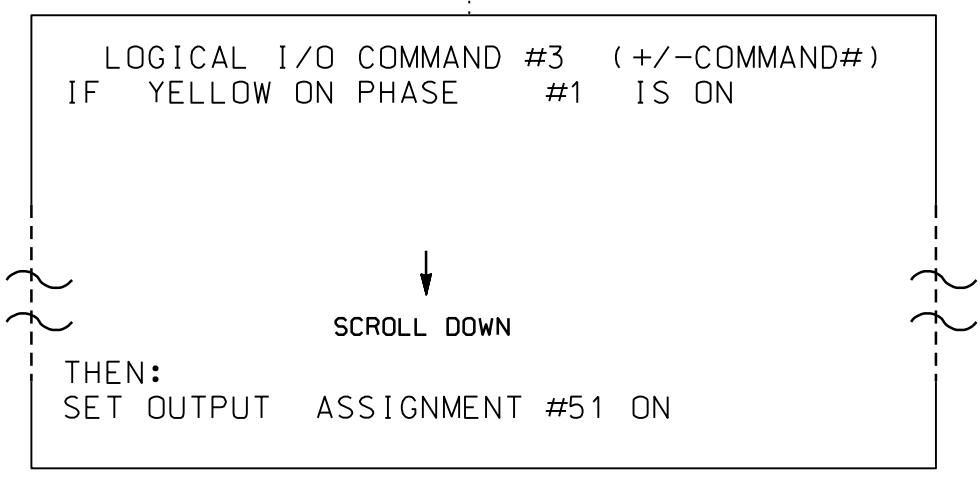 LOGICAL I/O COMMAND #3 (+/-COMMAND#)
IF YELLOW ON PHASE #1 IS ON
SCROLL DOWN
THEN:
SET OUTPUT ASSIGNMENT #51 ON